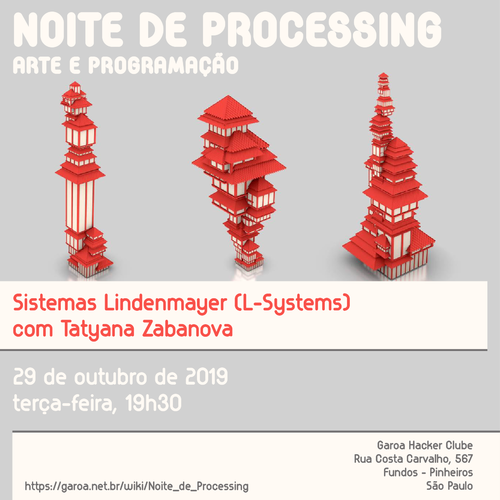 NOITE DE PROCESSING
ARTE E PROGRAMAÇÃO
Sistemas Lindenmayer (L-Systems)
com Tatyana Zabanova
29 de outubro de 2019
terça-feira, 19h30
Garoa Hacker Clube
Rua Costa Carvalho, 567
Fundos - Pinheiros
São Paulo
https://garoa.net.br/wiki/Noite_de_Processing